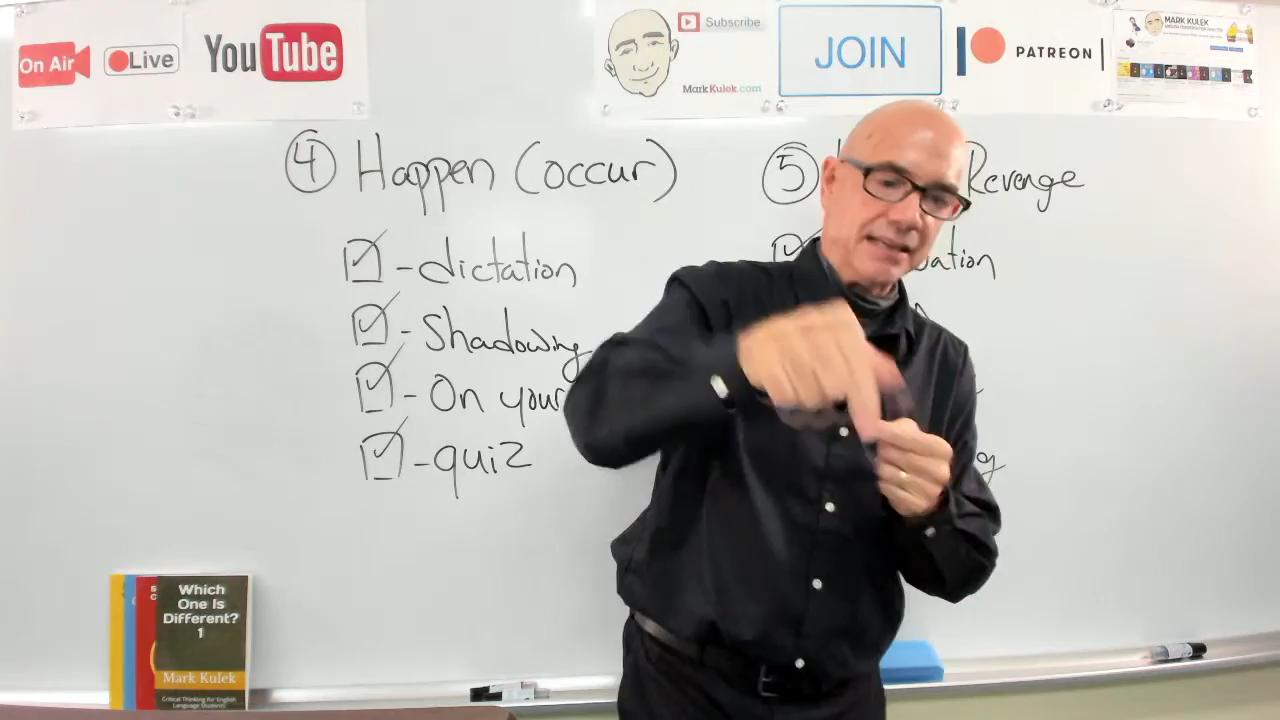 On Air
Live
YouTube
Subscribe
MarkKulek.com
JOIN
PATREON
MARK KULEK
④ Happen (occur)
- dictation
- Shadowing
- On your
- quiz
⑤
Revenge
Which
One Is
Different?
1
Mark Kulek
Critical Thinking for English
Language Students